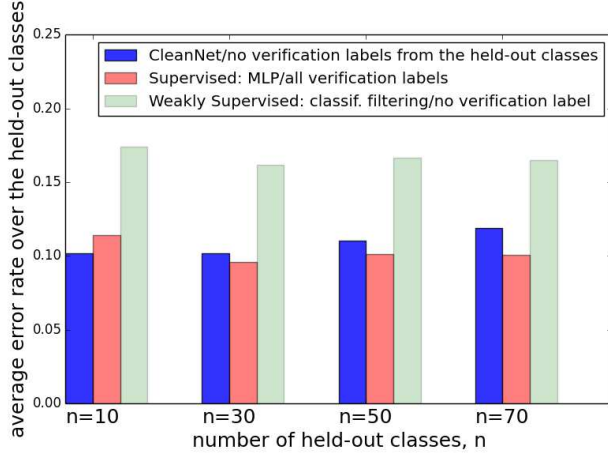 average error rate over the held-out classes
0.25
0.20
0.15
0.10
0.05
0.00
CleanNet/no verification labels from the held-out classes
Supervised: MLP/all verification labels
Weakly Supervised: classif. filtering/no verification label
n=10 n=30 n=50 n=70
number of held-out classes, n